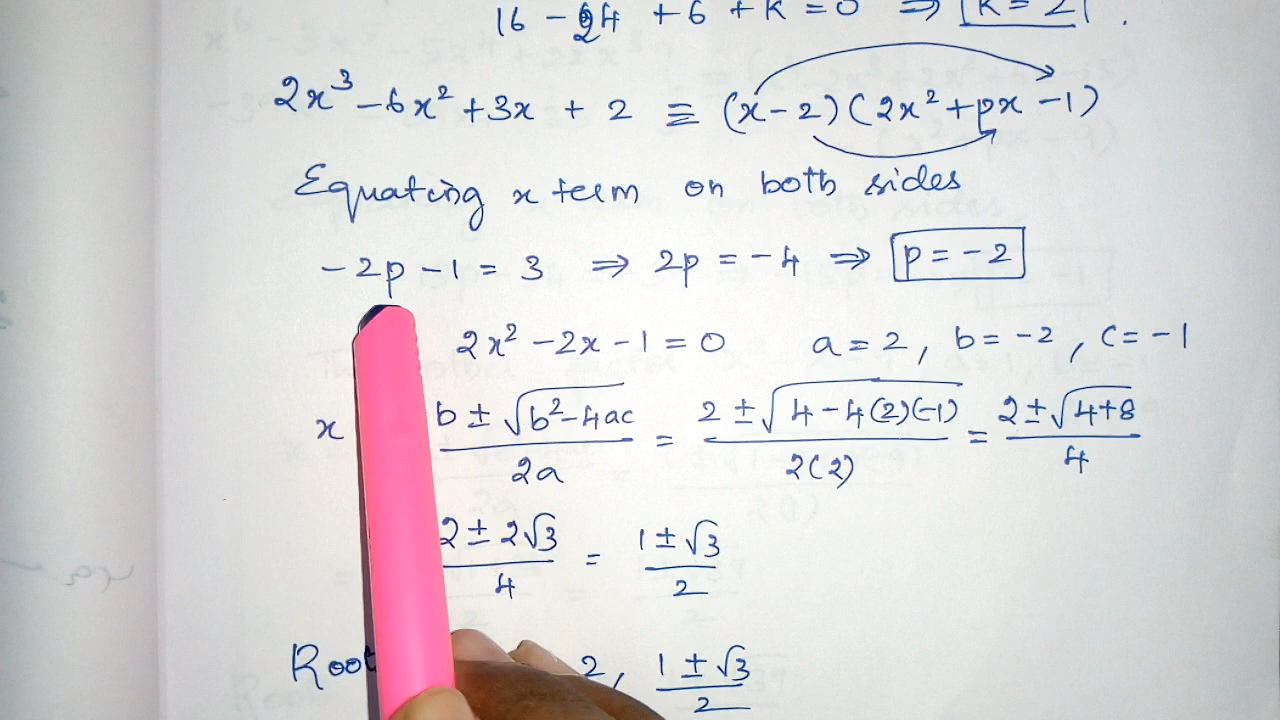 16 - 24 + 6 + K = 0 ⇒ K = 2.
2x³ - 6x² + 3x + 2 ≡ (x - 2)(2x² + px - 1)
Equating x term on both sides
-2p - 1 = 3 ⇒ 2p = -4 ⇒ p = -2
2x² - 2x - 1 = 0 a = 2, b = -2, c = -1
x b ± √(b² - 4ac) / 2a = 2 ± √(4 - 4(2)(-1)) / 2(2) = 2 ± √(4+8) / 4
2 ± 2√3 / 4 = 1 ± √3 / 2
Root 2, 1 ± √3 / 2